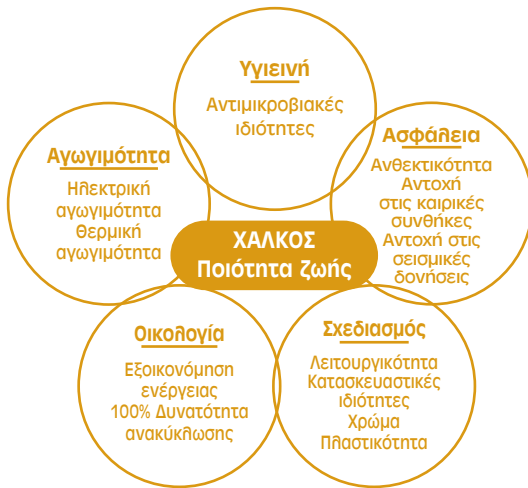 Υγιεινή
Αντιμικροβιακές
ιδιότητες
Ασφάλεια
Ανθεκτικότητα
Αντοχή
στις καιρικές
συνθήκες
Αντοχή στις
σεισμικές
δονήσεις
Αγωγιμότητα
Ηλεκτρική
αγωγιμότητα
Θερμική
αγωγιμότητα
ΧΑΛΚΟΣ
Ποιότητα ζωής
Οικολογία
Εξοικονόμηση
ενέργειας
100% Δυνατότητα
ανακύκλωσης
Σχεδιασμός
Λειτουργικότητα
Κατασκευαστικές
ιδιότητες
Χρώμα
Πλαστικότητα